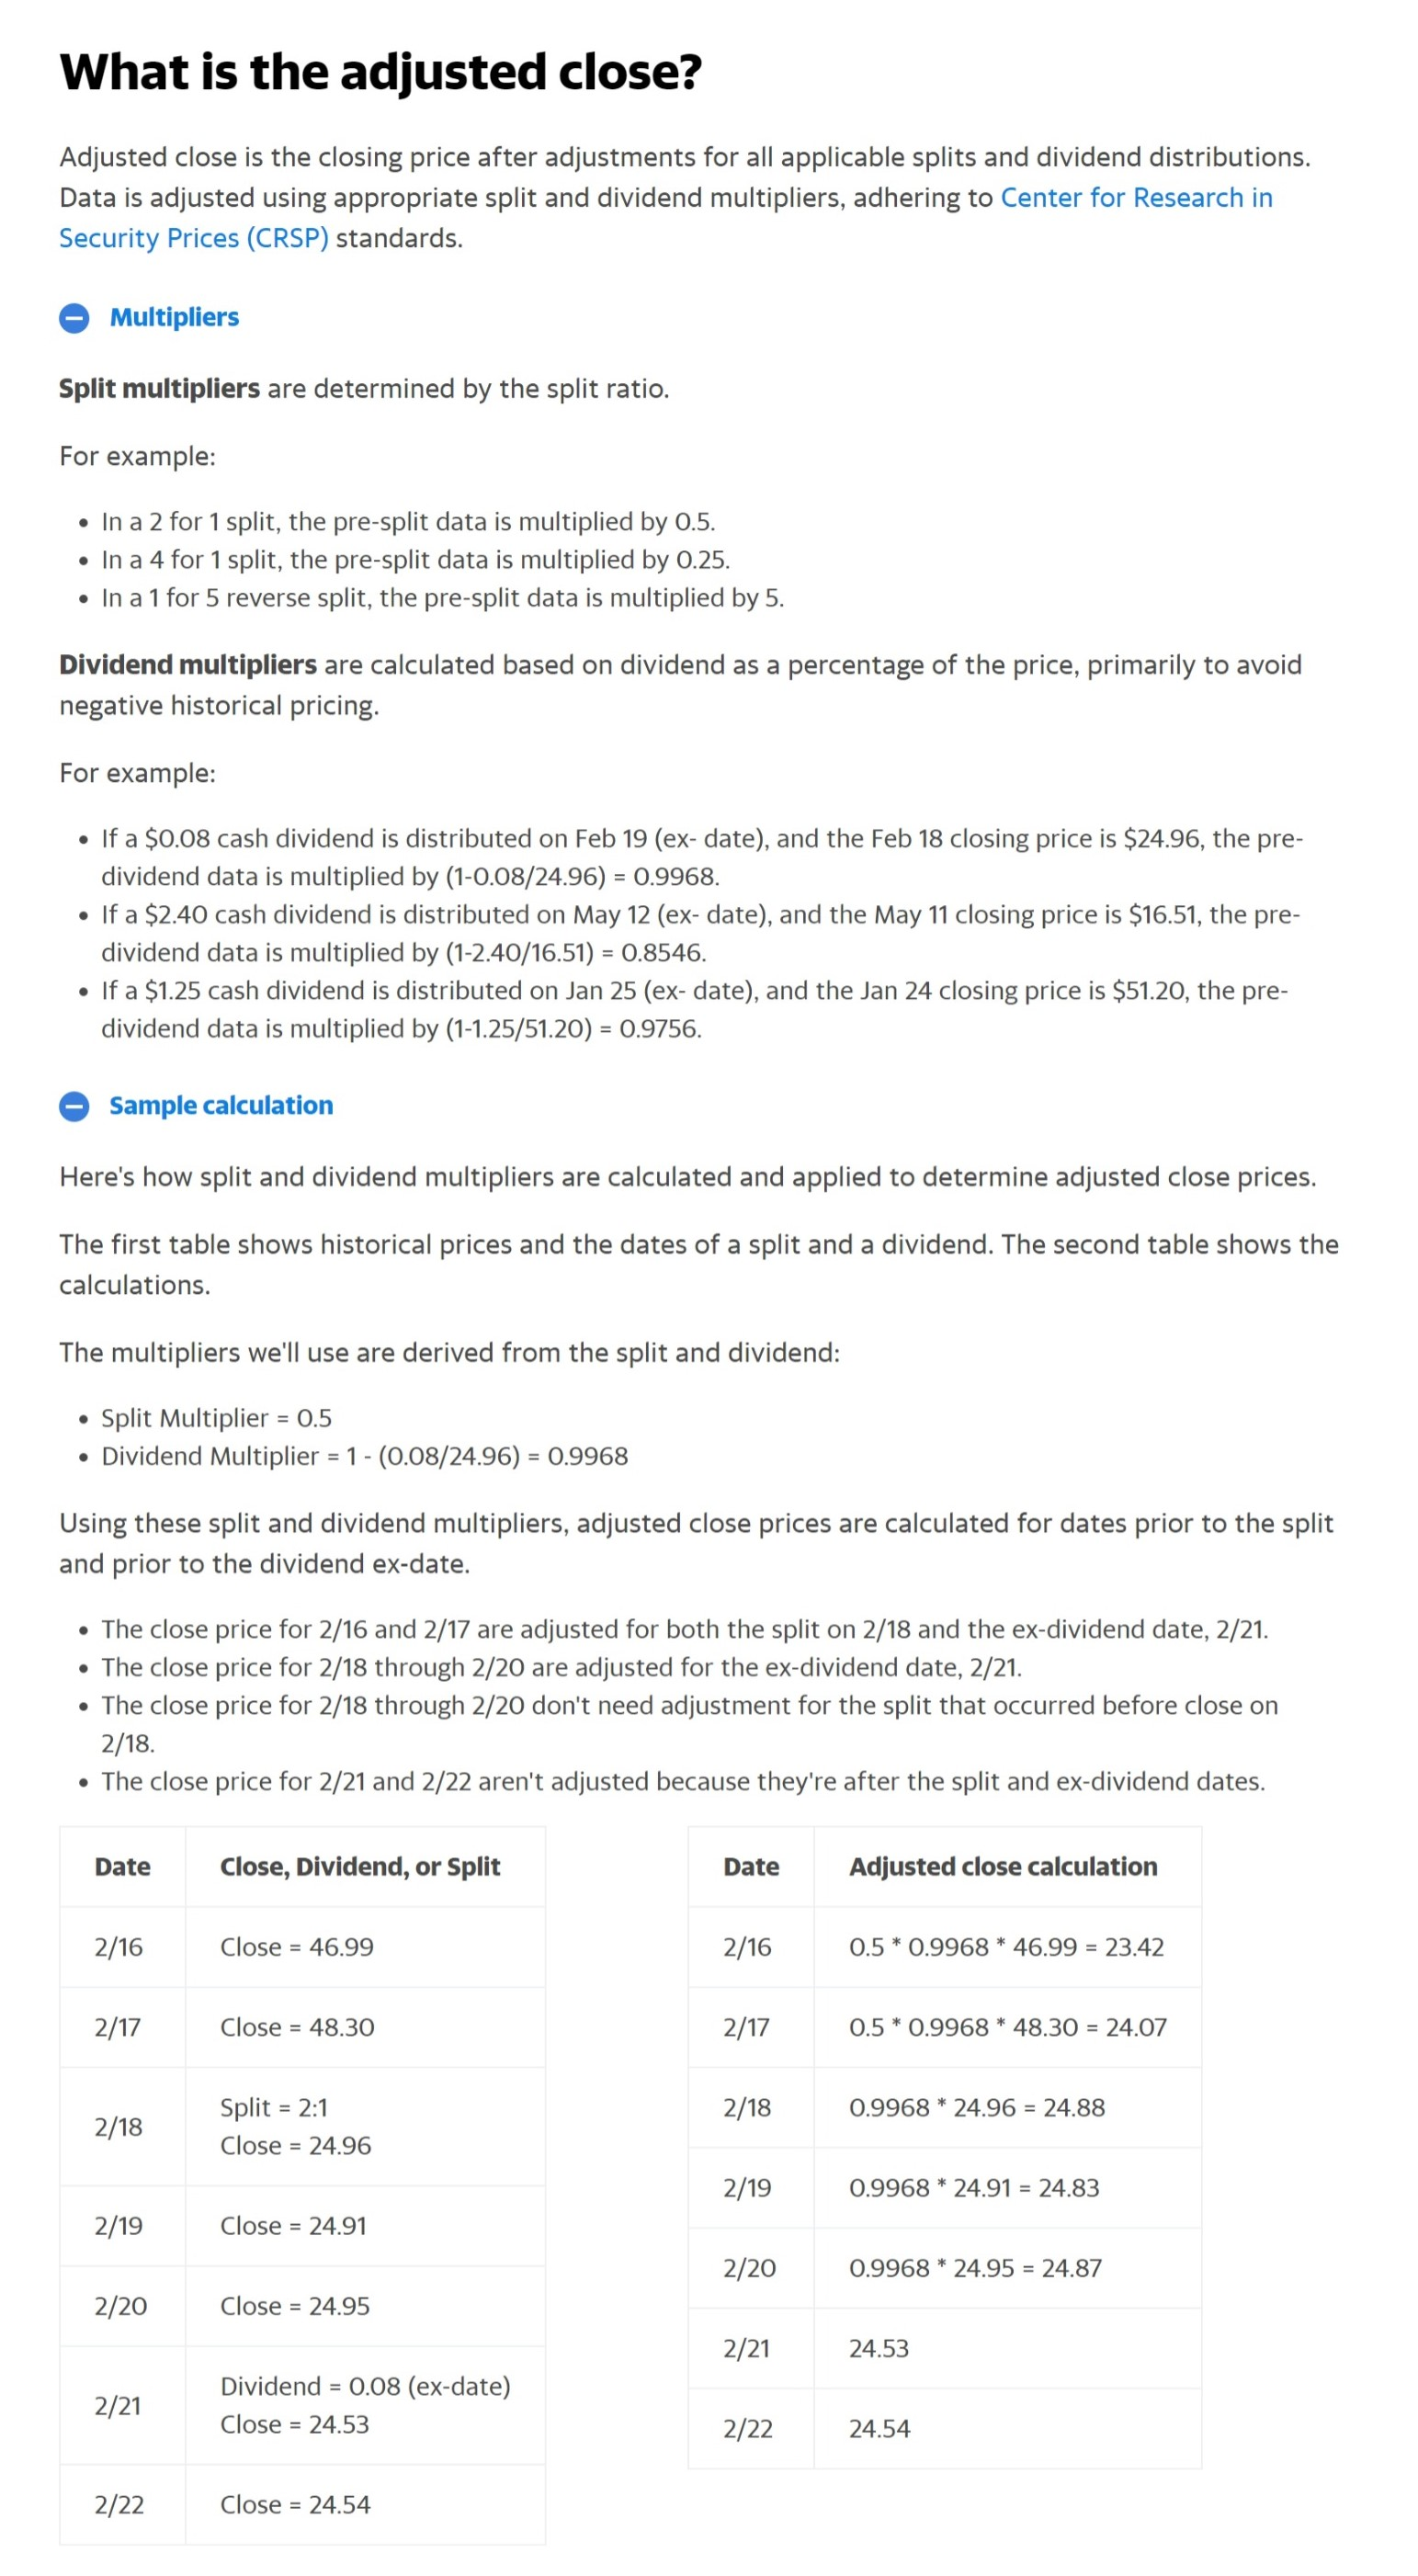 What is the adjusted close?
Adjusted close is the closing price after adjustments for all applicable splits and dividend distributions.
Data is adjusted using appropriate split and dividend multipliers, adhering to Center for Research in
Security Prices (CRSP) standards.
Multipliers
Split multipliers are determined by the split ratio.
For example:
• In a 2 for 1 split, the pre-split data is multiplied by 0.5.
• In a 4 for 1 split, the pre-split data is multiplied by 0.25.
• In a 1 for 5 reverse split, the pre-split data is multiplied by 5.
Dividend multipliers are calculated based on dividend as a percentage of the price, primarily to avoid
negative historical pricing.
For example:
• If a $0.08 cash dividend is distributed on Feb 19 (ex- date), and the Feb 18 closing price is $24.96, the pre-
dividend data is multiplied by (1-0.08/24.96) = 0.9968.
• If a $2.40 cash dividend is distributed on May 12 (ex- date), and the May 11 closing price is $16.51, the pre-
dividend data is multiplied by (1-2.40/16.51) = 0.8546.
• If a $1.25 cash dividend is distributed on Jan 25 (ex- date), and the Jan 24 closing price is $51.20, the pre-
dividend data is multiplied by (1-1.25/51.20) = 0.9756.
Sample calculation
Here's how split and dividend multipliers are calculated and applied to determine adjusted close prices.
The first table shows historical prices and the dates of a split and a dividend. The second table shows the
calculations.
The multipliers we'll use are derived from the split and dividend:
• Split Multiplier = 0.5
• Dividend Multiplier = 1 - (0.08/24.96) = 0.9968
Using these split and dividend multipliers, adjusted close prices are calculated for dates prior to the split
and prior to the dividend ex-date.
• The close price for 2/16 and 2/17 are adjusted for both the split on 2/18 and the ex-dividend date, 2/21.
• The close price for 2/18 through 2/20 are adjusted for the ex-dividend date, 2/21.
• The close price for 2/18 through 2/20 don't need adjustment for the split that occurred before close on
2/18.
• The close price for 2/21 and 2/22 aren't adjusted because they're after the split and ex-dividend dates.
Date Close, Dividend, or Split
2/16 Close = 46.99
2/17 Close = 48.30
2/18 Split = 2:1
Close = 24.96
2/19 Close = 24.91
2/20 Close = 24.95
2/21 Dividend = 0.08 (ex-date)
Close = 24.53
2/22 Close = 24.54
Date Adjusted close calculation
2/16 0.5 * 0.9968 * 46.99 = 23.42
2/17 0.5 * 0.9968 * 48.30 = 24.07
2/18 0.9968 * 24.96 = 24.88
2/19 0.9968 * 24.91 = 24.83
2/20 0.9968 * 24.95 = 24.87
2/21 24.53
2/22 24.54